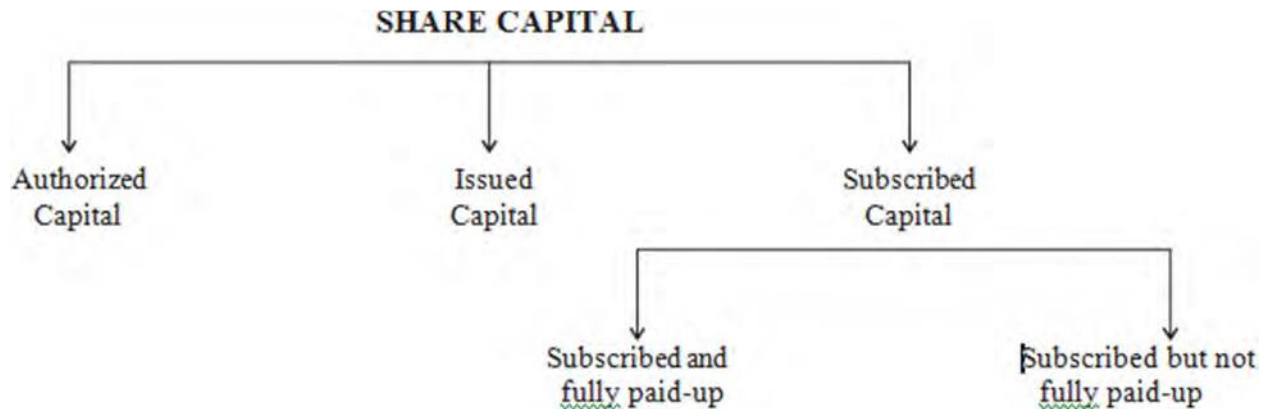 SHARE CAPITAL
Authorized
Capital
Issued
Capital
Subscribed
Capital
Subscribed and
fully paid-up
Subscribed but not
fully paid-up